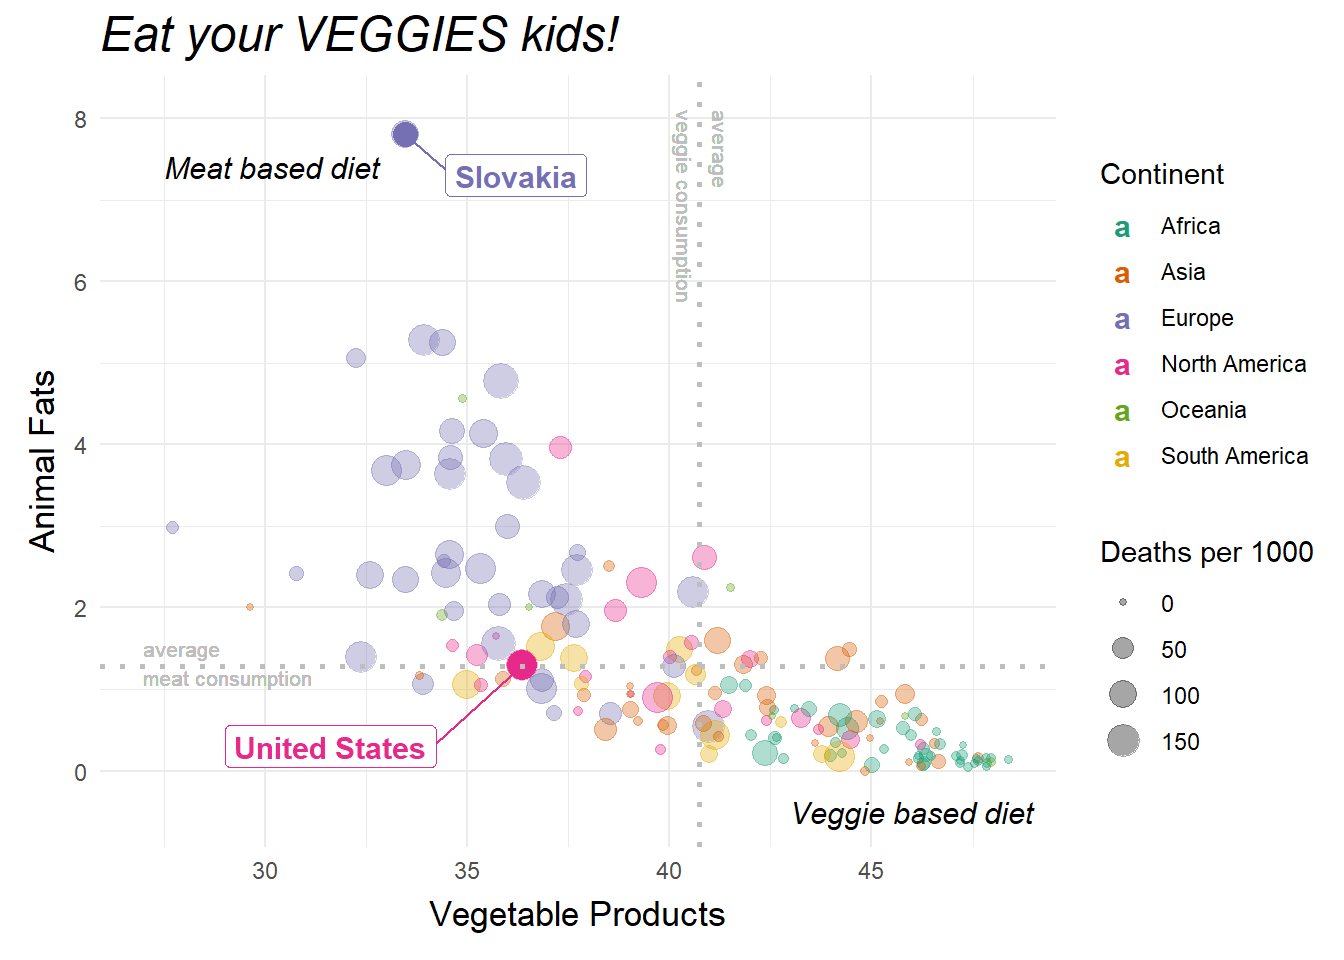 Eat your VEGGIES kids!
8
6
4
2
0
Animal Fats
Meat based diet
Slovakia
average
veggie consumption
average
meat consumption
United States
Veggie based diet
30
35
40
45
Vegetable Products
Continent
a Africa
a Asia
a Europe
a North America
a Oceania
a South America
Deaths per 1000
0
50
100
150